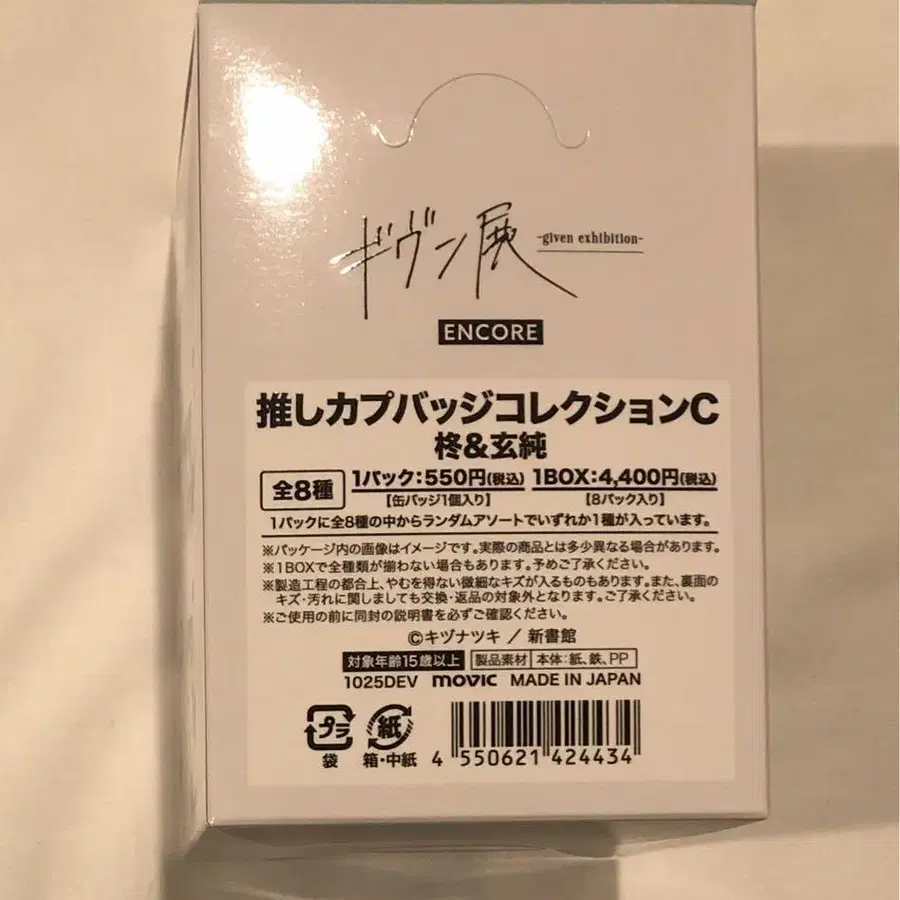 ギヴン展 -given exhibition-
ENCORE
推しカプバッジコレクションC
柊&玄純
全8種 1パック:550円(税込) 1BOX:4,400円(税込)
【缶バッジ1個入り】 【8パック入り】
1パックに全8種の中からランダムアソートでいずれか1種が入っています。
※パッケージ内の画像はイメージです。実際の商品とは多少異なる場合があります。
※1BOXで全種類が揃わない場合もあります。予めご了承ください。
※製造工程の都合上、やむを得ない微細なキズが入るものもあります。また、裏面の
キズ・汚れに関しましても交換・返品の対象外となります。ご了承ください。
※ご使用の前に同封の説明書を必ずご確認ください。
©キヅナツキ / 新書館
対象年齢15歳以上 製品素材 本体:紙、鉄、PP
1025DEV movic MADE IN JAPAN
プラ 紙
袋 箱・中紙 4 550621 424434